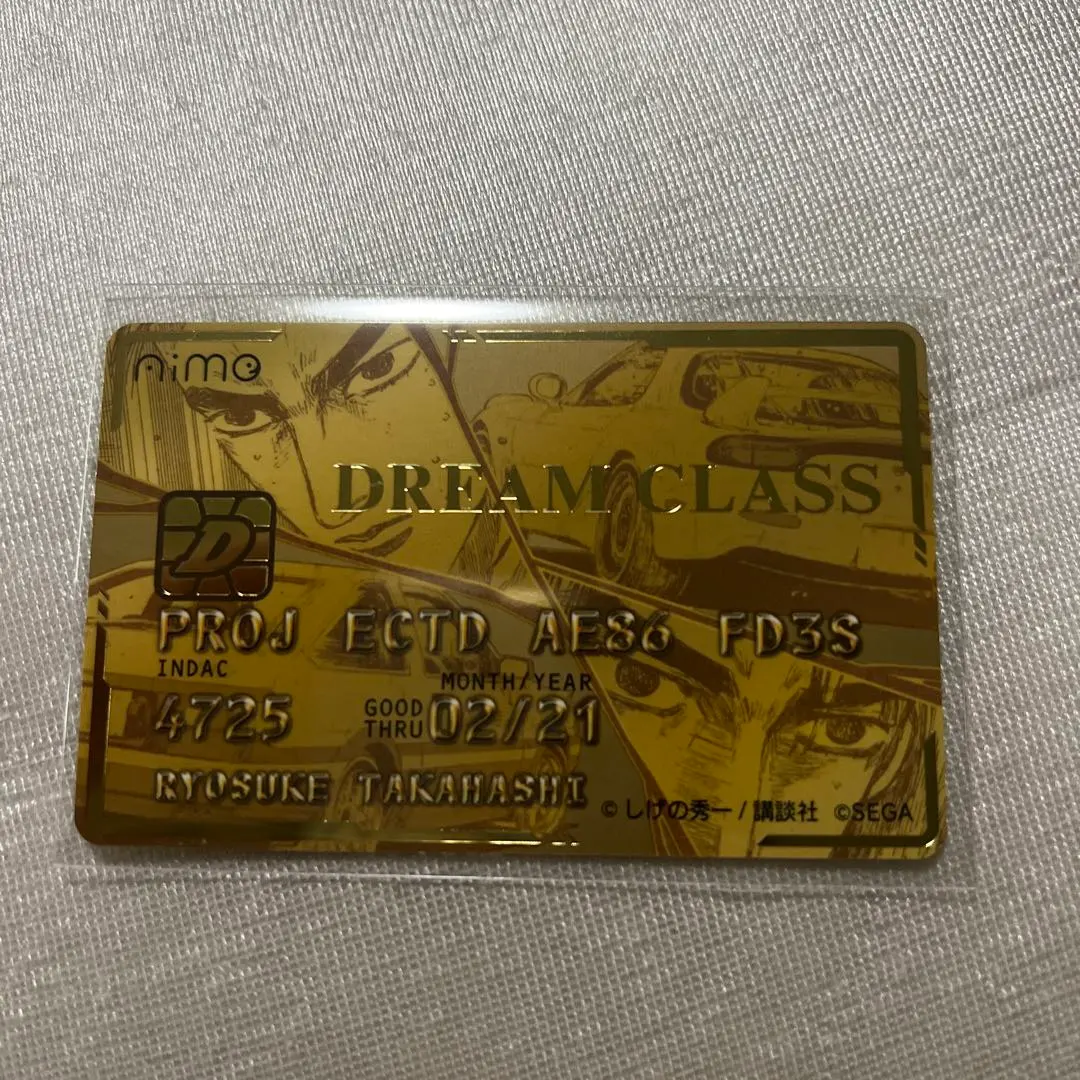 nimo
DREAM CLASS
D
PROJ ECTD AE86 FD3S
INDAC
MONTH/YEAR
4725 GOOD THRU 02/21
RYOSUKE TAKAHASHI
© しげの秀一 / 講談社 ©SEGA